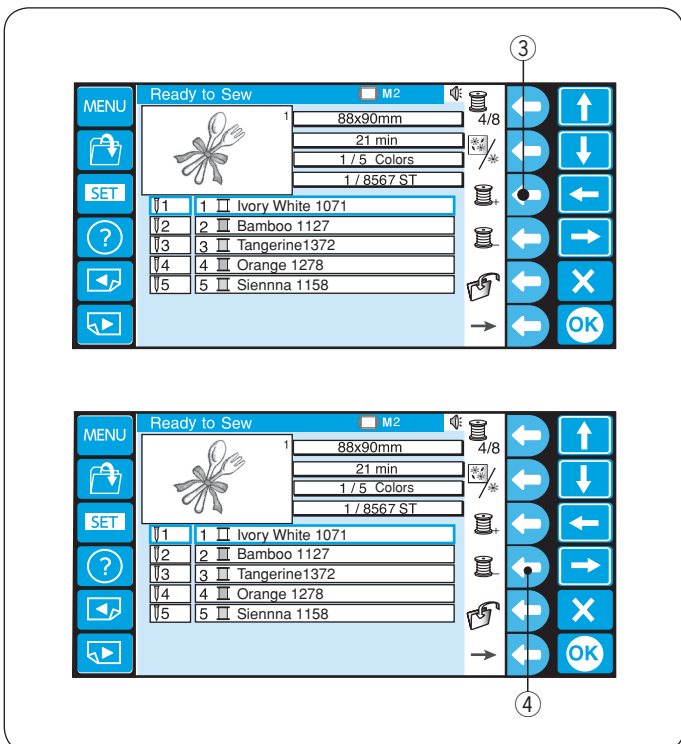 ③
MENU Ready to Sew M2
1 88x90mm 4/8
21 min
1 / 5 Colors
SET 1 / 8567 ST
1 1 Ivory White 1071 +
? 2 2 Bamboo 1127
3 3 Tangerine1372 −
4 4 Orange 1278
5 5 Siennna 1158 X
OK
MENU Ready to Sew M2
1 88x90mm 4/8
21 min
1 / 5 Colors
SET 1 / 8567 ST
1 1 Ivory White 1071 +
? 2 2 Bamboo 1127
3 3 Tangerine1372 −
4 4 Orange 1278
5 5 Siennna 1158 X
OK
④